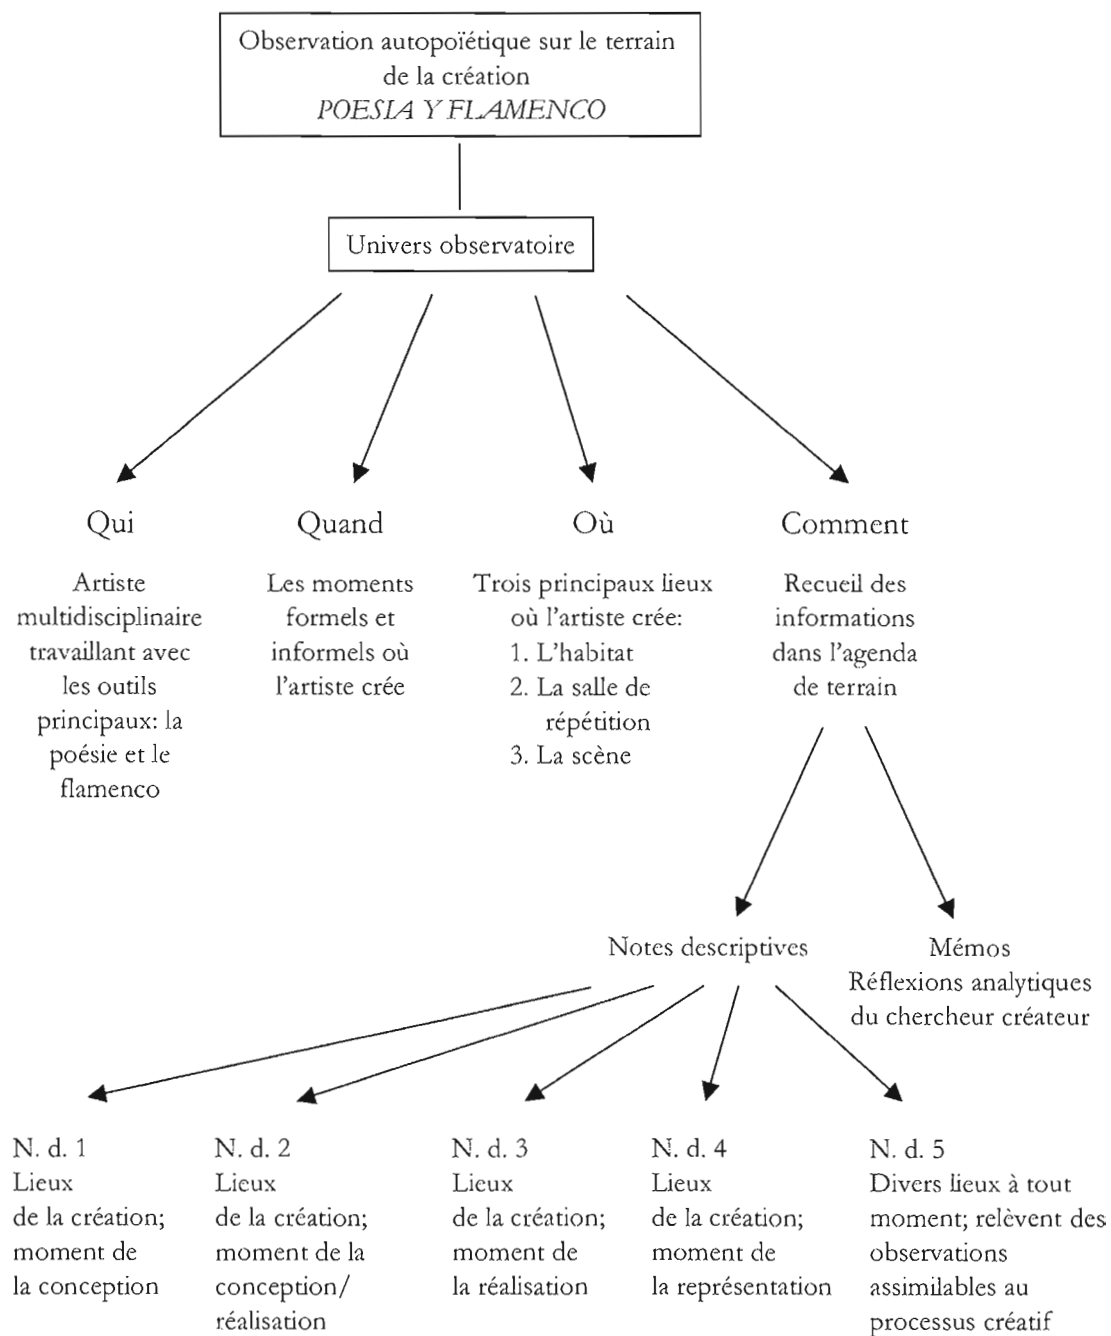 Observation autopoïétique sur le terrain
de la création
POESIA Y FLAMENCO
Univers observatoire
Qui
Artiste
multidisciplinaire
travaillant avec
les outils
principaux: la
poésie et le
flamenco
Quand
Les moments
formels et
informels où
l'artiste crée
Où
Trois principaux lieux
où l'artiste crée:
1. L'habitat
2. La salle de
répétition
3. La scène
Comment
Recueil des
informations
dans l'agenda
de terrain
Notes descriptives
Mémos
Réflexions analytiques
du chercheur créateur
N. d. 1
Lieux
de la création;
moment de
la conception
N. d. 2
Lieux
de la création;
moment de la
conception/
réalisation
N. d. 3
Lieux
de la création;
moment de
la réalisation
N. d. 4
Lieux
de la création;
moment de
la représentation
N. d. 5
Divers lieux à tout
moment; relèvent des
observations
assimilables au
processus créatif